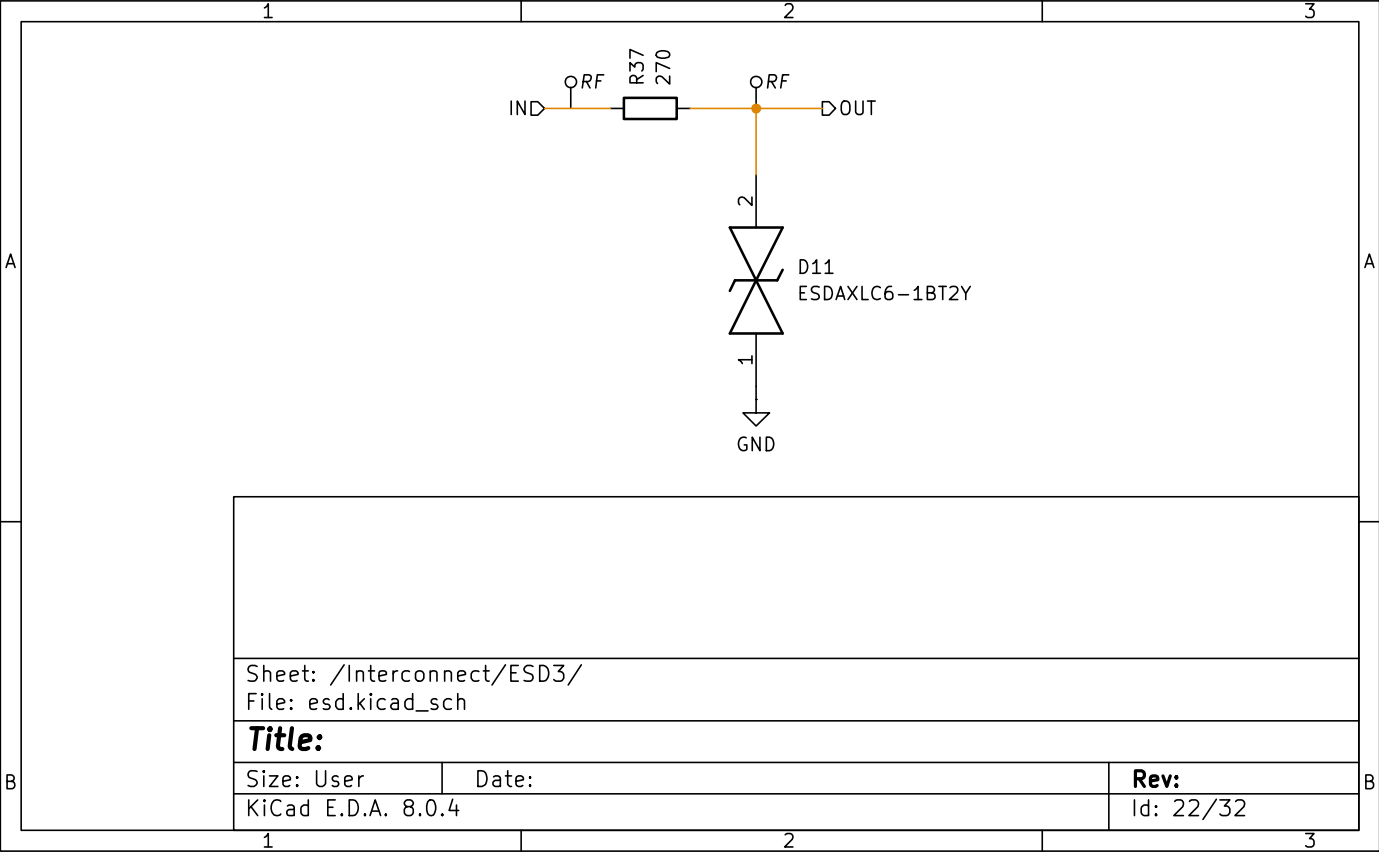 1 2 3
R37
270
RF RF
IN OUT
2
A A
D11
ESDAXLC6-1BT2Y
1
GND
Sheet: /Interconnect/ESD3/
File: esd.kicad_sch
Title:
B B
Size: User Date: Rev:
KiCad E.D.A. 8.0.4 Id: 22/32
1 2 3